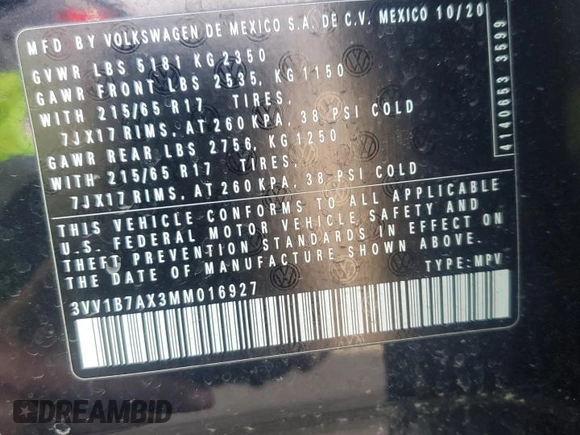 MFD BY VOLKSWAGEN DE MEXICO S.A. DE C.V. MEXICO 10/20
GVWR LBS 5181 KG 2350
GAWR FRONT LBS 2535, KG 1150
WITH 215/65 R17 TIRES,
7JX17 RIMS, AT 260 KPA, 38 PSI COLD
GAWR REAR LBS 2756, KG 1250
WITH 215/65 R17 TIRES,
7JX17 RIMS, AT 260 KPA, 38 PSI COLD
THIS VEHICLE CONFORMS TO ALL APPLICABLE
U.S. FEDERAL MOTOR VEHICLE SAFETY AND
THEFT PREVENTION STANDARDS IN EFFECT ON
THE DATE OF MANUFACTURE SHOWN ABOVE.
3VV1B7AX3MM016927 TYPE: MPV
4140653 3699
DREAMBID